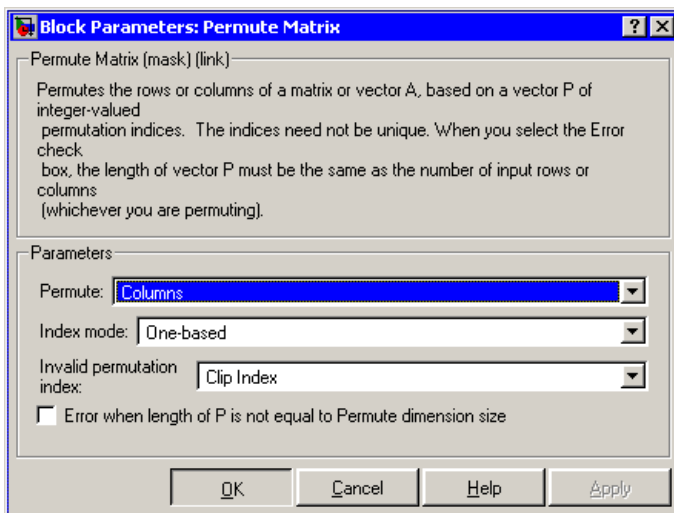 Block Parameters: Permute Matrix
Permute Matrix (mask) (link)
Permutes the rows or columns of a matrix or vector A, based on a vector P of
integer-valued
permutation indices. The indices need not be unique. When you select the Error
check
box, the length of vector P must be the same as the number of input rows or
columns
(whichever you are permuting).
Parameters
Permute: Columns
Index mode: One-based
Invalid permutation
index: Clip Index
Error when length of P is not equal to Permute dimension size
OK Cancel Help Apply